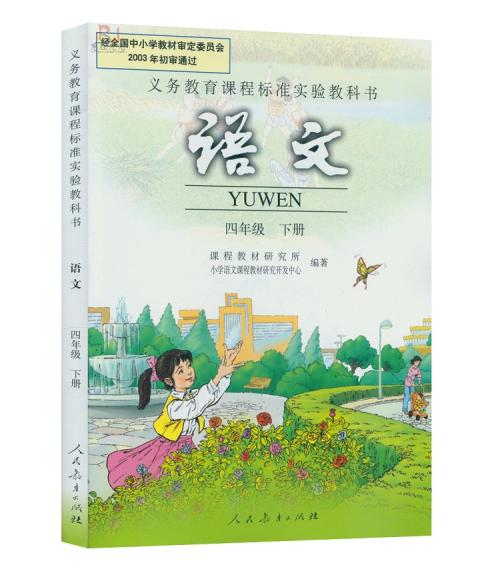 经全国中小学教材审定委员会
2003年初审通过
义务教育课程标准实验教科书
语文
YUWEN
四年级 下册
课程教材研究所
小学语文课程教材研究开发中心
编著
人民教育出版社
义务教育课程标准实验教科书
语文
四年级 下册
人民教育出版社